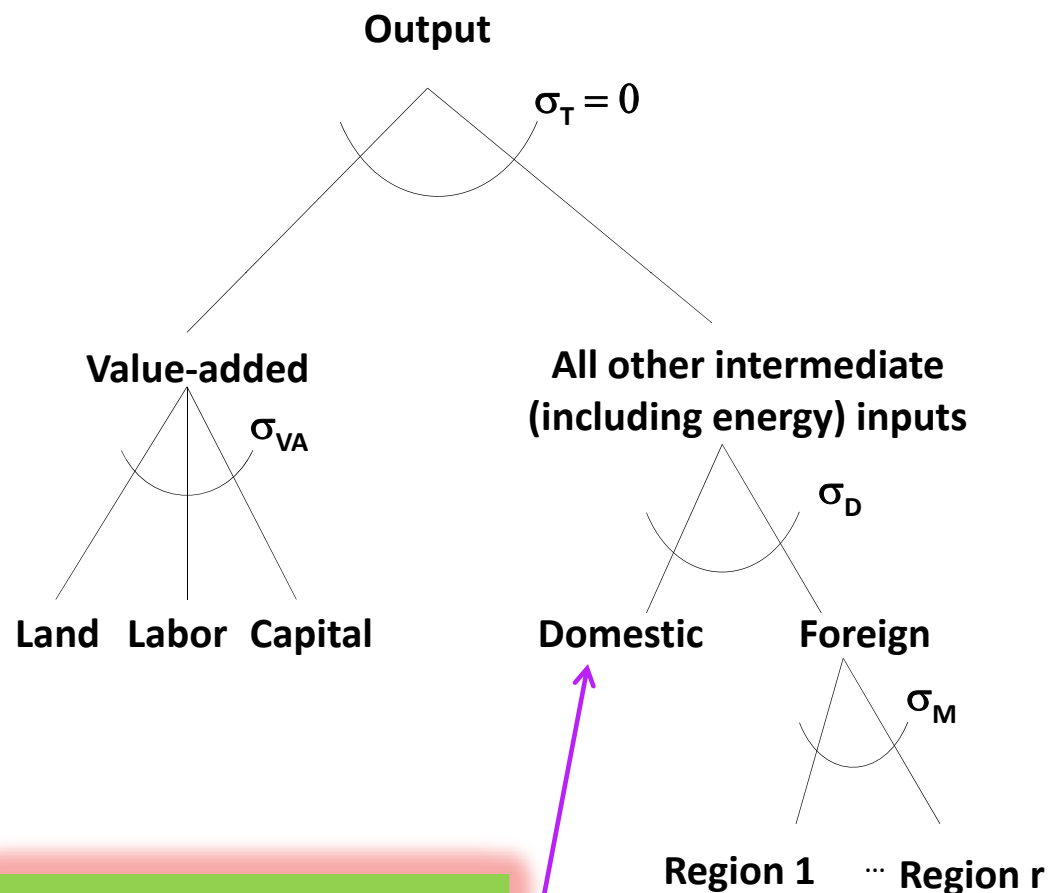 Output
σT = 0
Value-added
All other intermediate
(including energy) inputs
σVA
σD
Land Labor Capital
Domestic Foreign
σM
Region 1 ... Region r